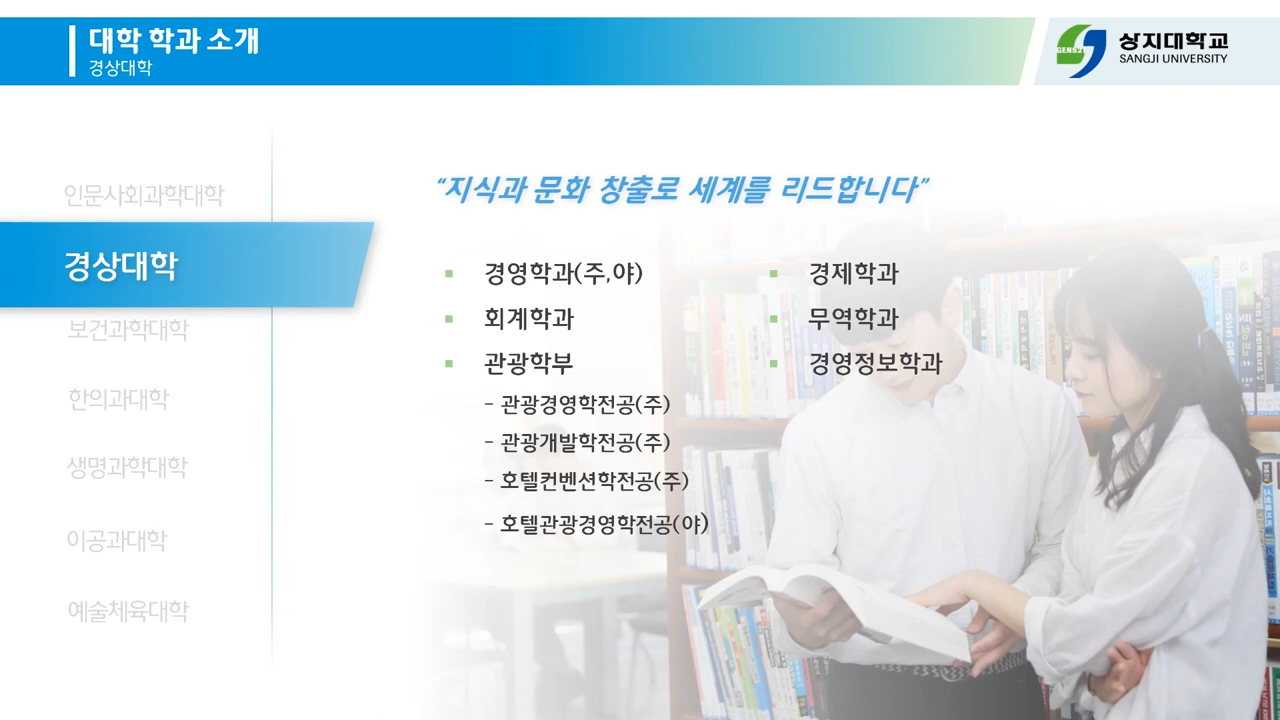 대학 학과 소개
경상대학
GENS21
상지대학교
SANGJI UNIVERSITY
인문사회과학대학
경상대학
보건과학대학
한의과대학
생명과학대학
이공과대학
예술체육대학
“지식과 문화 창출로 세계를 리드합니다”
▪ 경영학과(주,야)
▪ 회계학과
▪ 관광학부
- 관광경영학전공(주)
- 관광개발학전공(주)
- 호텔컨벤션학전공(주)
- 호텔관광경영학전공(야)
▪ 경제학과
▪ 무역학과
▪ 경영정보학과